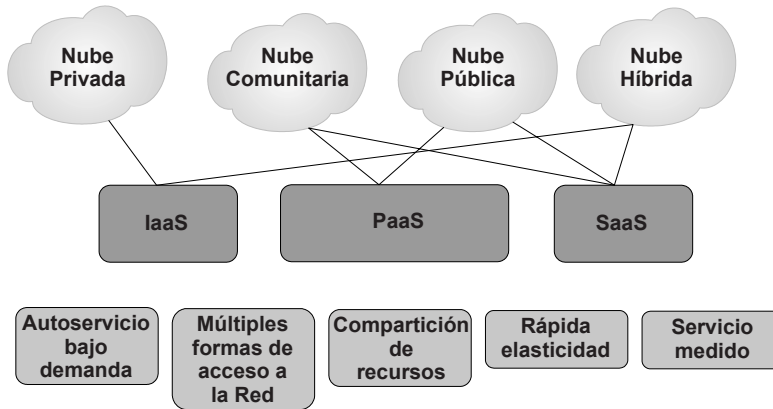 Nube
Privada
Nube
Comunitaria
Nube
Pública
Nube
Híbrida
IaaS
PaaS
SaaS
Autoservicio
bajo
demanda
Múltiples
formas de
acceso a
la Red
Compartición
de
recursos
Rápida
elasticidad
Servicio
medido